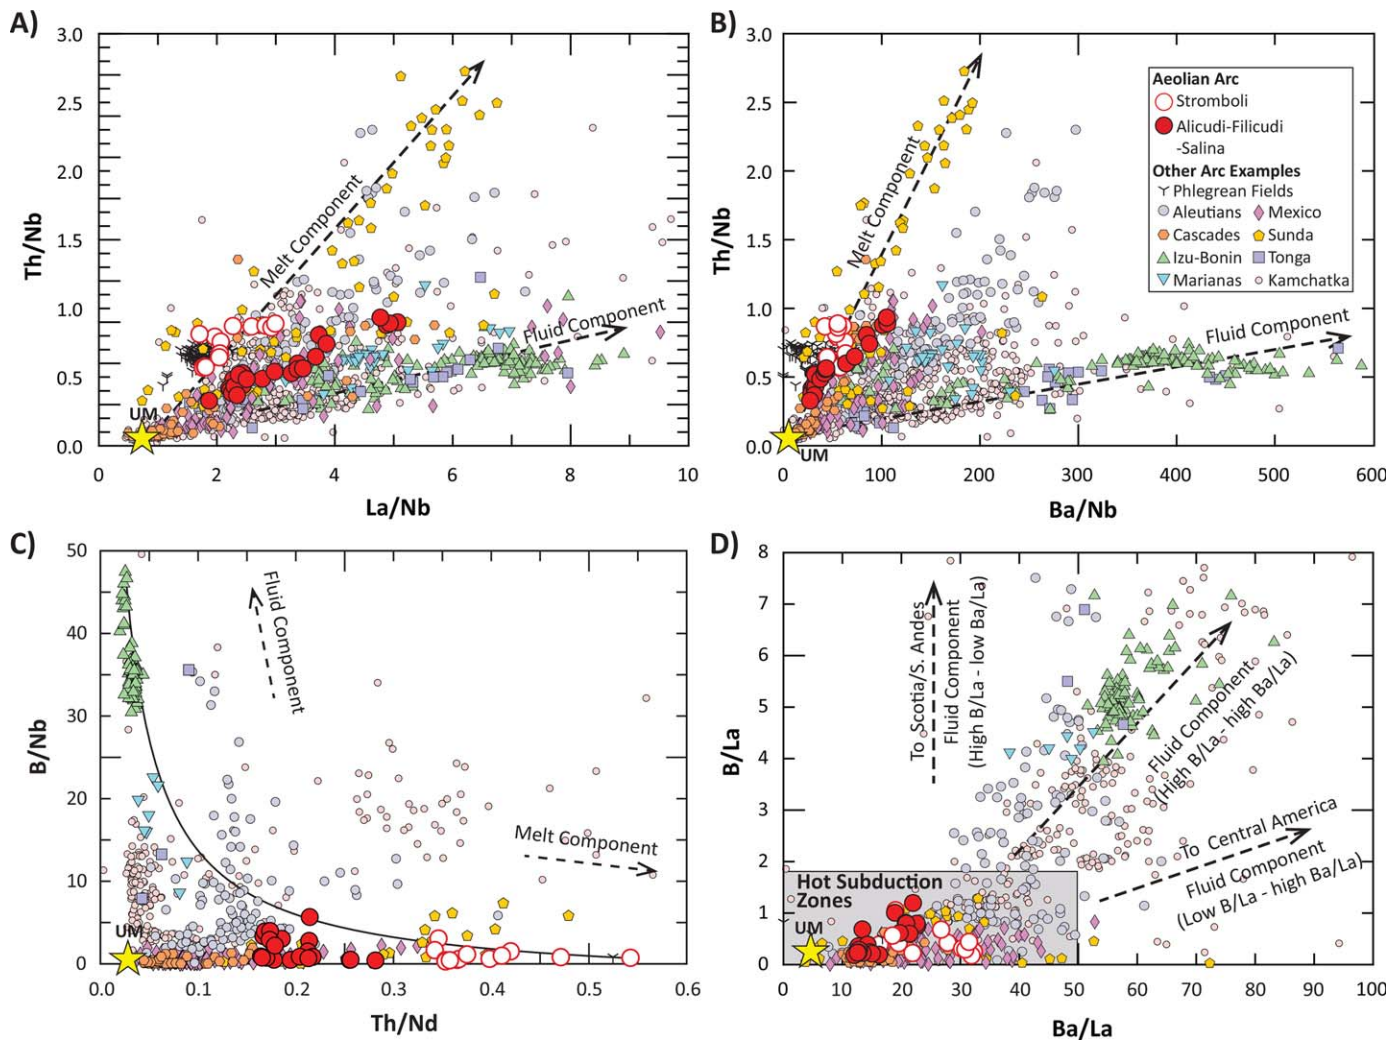 A)
3.0
2.5
2.0
1.5
1.0
0.5
0.0
Th/Nb
Melt Component
Fluid Component
UM
0
2
4
6
8
10
La/Nb
B)
3.0
2.5
2.0
1.5
1.0
0.5
0.0
Th/Nb
Melt Component
Fluid Component
UM
Aeolian Arc
Stromboli
Alicudi-Filicudi
-Salina
Other Arc Examples
Phlegrean Fields
Aleutians
Mexico
Cascades
Sunda
Izu-Bonin
Tonga
Marianas
Kamchatka
0
100
200
300
400
500
600
Ba/Nb
C)
50
40
30
20
10
0
B/Nb
Fluid Component
Melt Component
UM
0.0
0.1
0.2
0.3
0.4
0.5
0.6
Th/Nd
D)
8
7
6
5
4
3
2
1
0
B/La
To Scotia/S. Andes
Fluid Component
(High B/La - low Ba/La)
Fluid Component
(High B/La - high Ba/La)
To Central America
Fluid Component
(Low B/La - high Ba/La)
Hot Subduction
Zones
UM
0
10
20
30
40
50
60
70
80
90
100
Ba/La